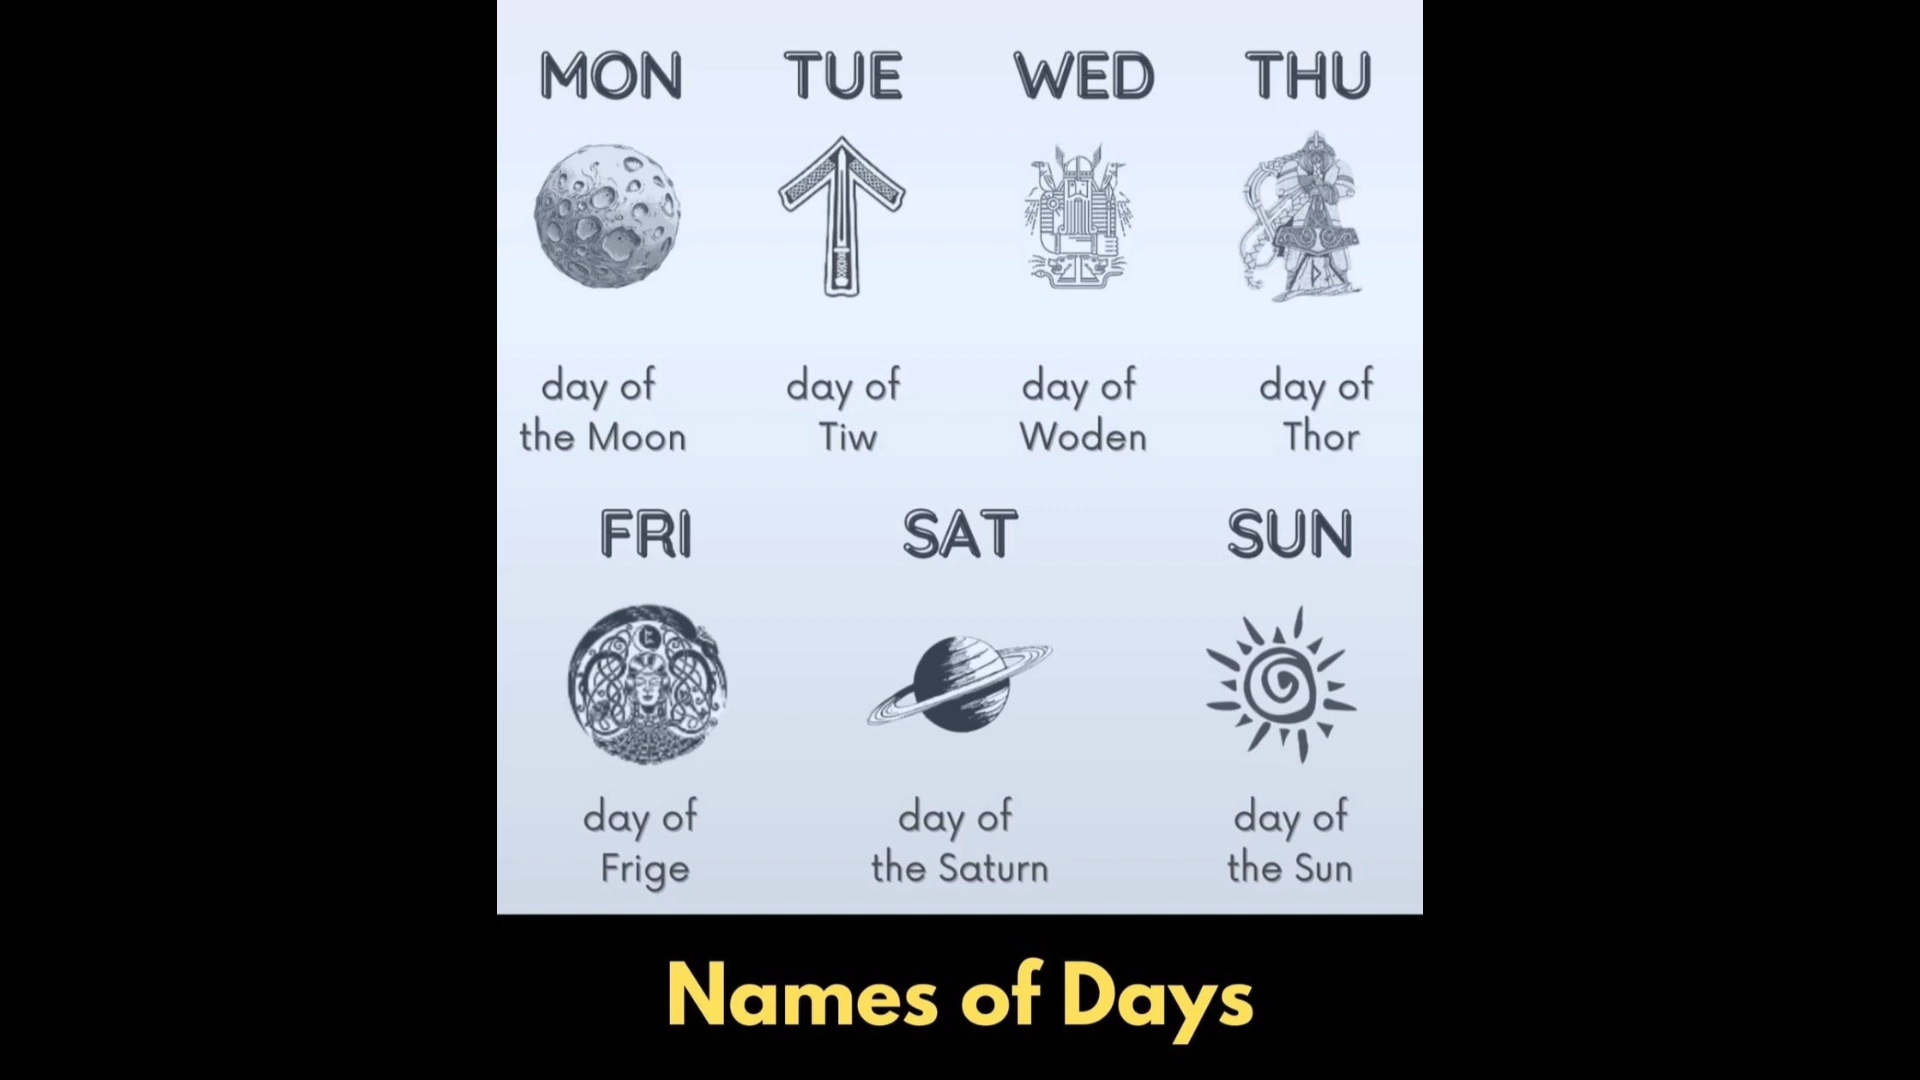 MON TUE WED THU
day of day of day of day of
the Moon Tiw Woden Thor
FRI SAT SUN
day of day of day of
Frige the Saturn the Sun
Names of Days